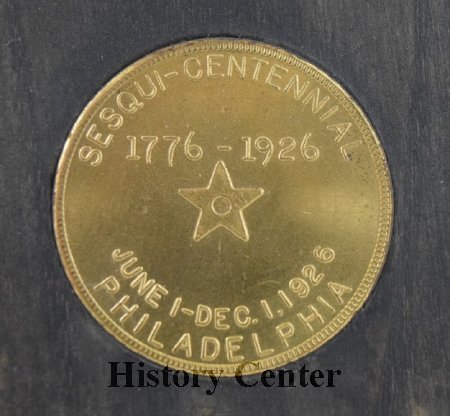 SESQUI-CENTENNIAL
1776-1926
JUNE 1-DEC. 1, 1926
PHILADELPHIA
History Center